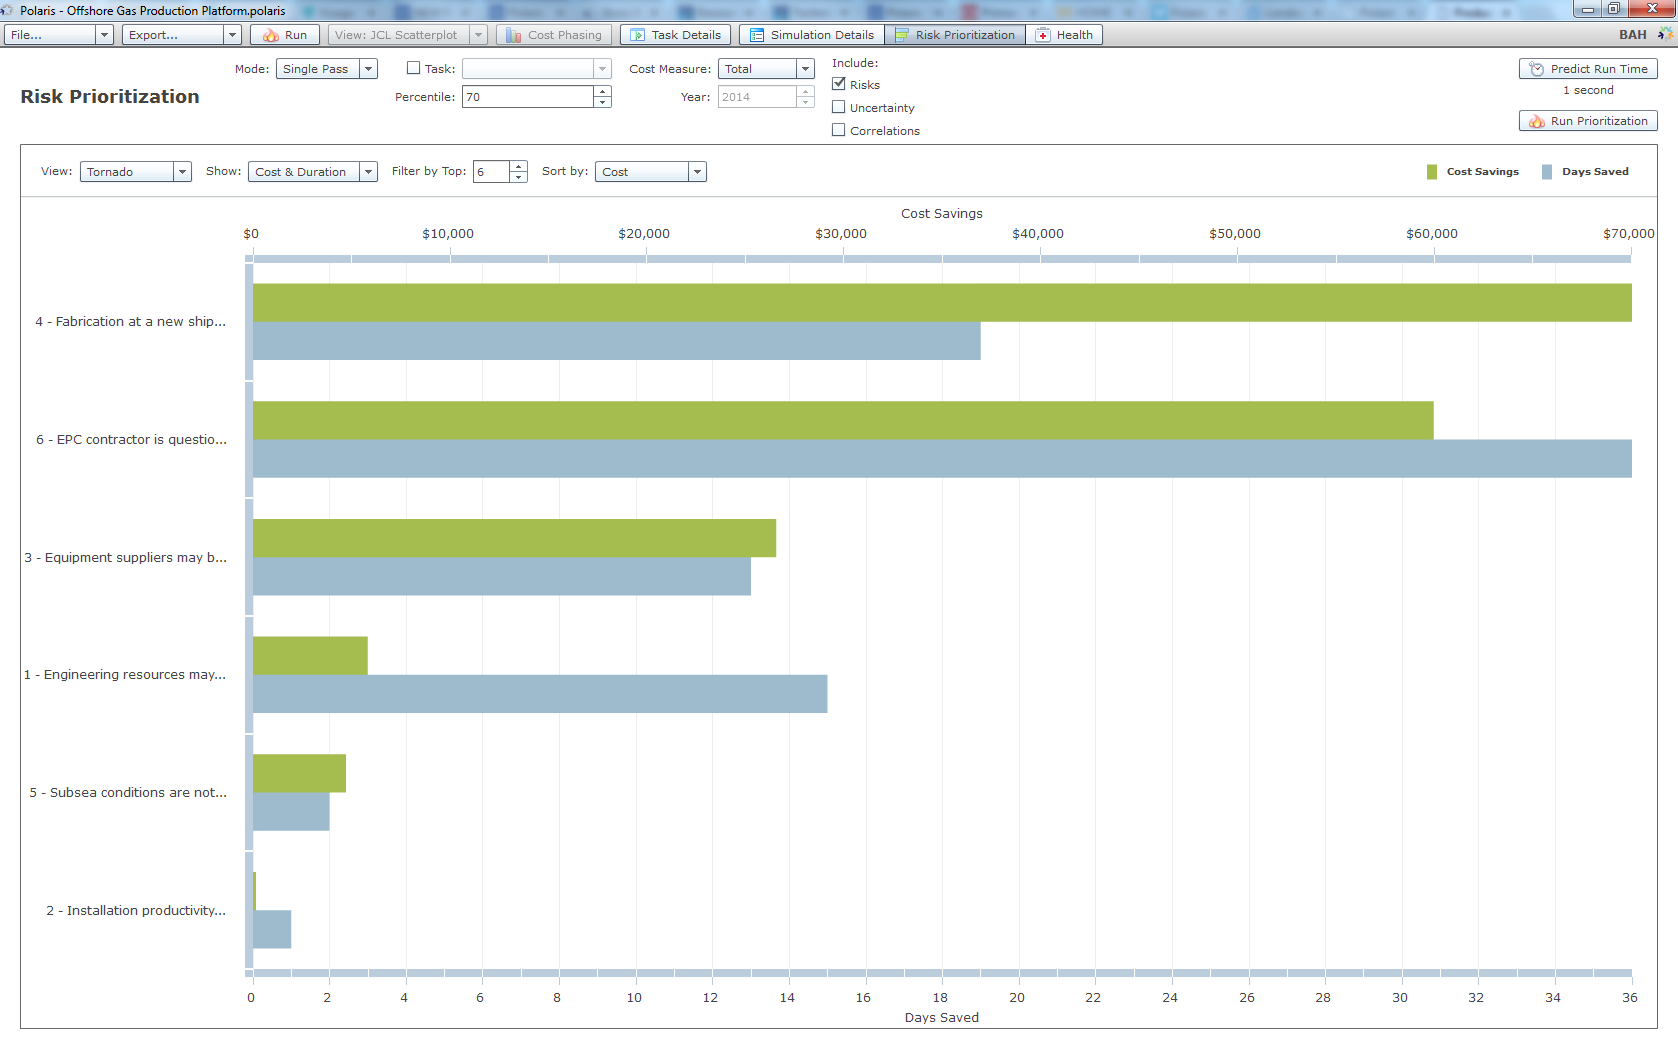 Polaris - Offshore Gas Production Platform.polaris
File... Export... Run View: JCL Scatterplot Cost Phasing Task Details Simulation Details Risk Prioritization Health BAH
Risk Prioritization
Mode: Single Pass Task: Cost Measure: Total
Percentile: 70 Year: 2014
Include:
Risks
Uncertainty
Correlations
Predict Run Time
1 second
Run Prioritization
View: Tornado Show: Cost & Duration Filter by Top: 6 Sort by: Cost Cost Savings Days Saved
Cost Savings
$0 $10,000 $20,000 $30,000 $40,000 $50,000 $60,000 $70,000
4 - Fabrication at a new ship...
6 - EPC contractor is questio...
3 - Equipment suppliers may b...
1 - Engineering resources may...
5 - Subsea conditions are not...
2 - Installation productivity...
0 2 4 6 8 10 12 14 16 18 20 22 24 26 28 30 32 34 36
Days Saved